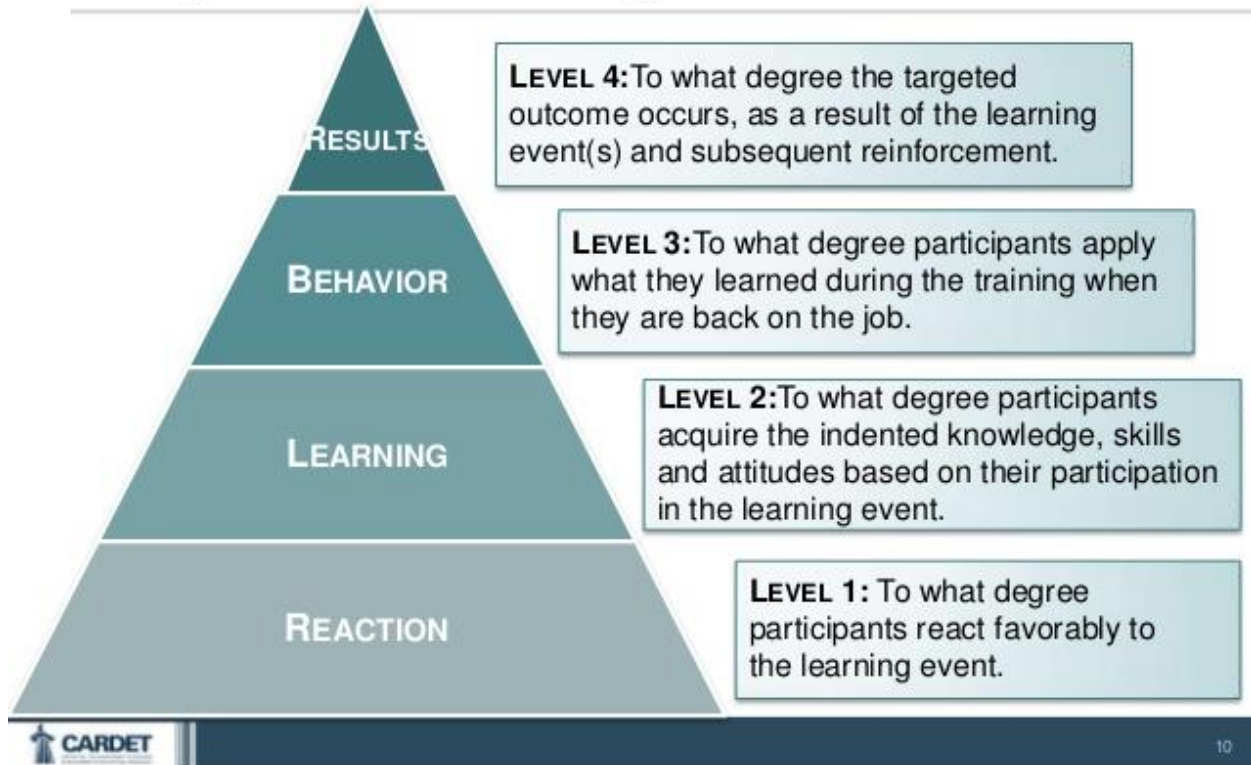 RESULTS
LEVEL 4:To what degree the targeted
outcome occurs, as a result of the learning
event(s) and subsequent reinforcement.
BEHAVIOR
LEVEL 3:To what degree participants apply
what they learned during the training when
they are back on the job.
LEARNING
LEVEL 2:To what degree participants
acquire the indented knowledge, skills
and attitudes based on their participation
in the learning event.
REACTION
LEVEL 1: To what degree
participants react favorably to
the learning event.
CARDET
10